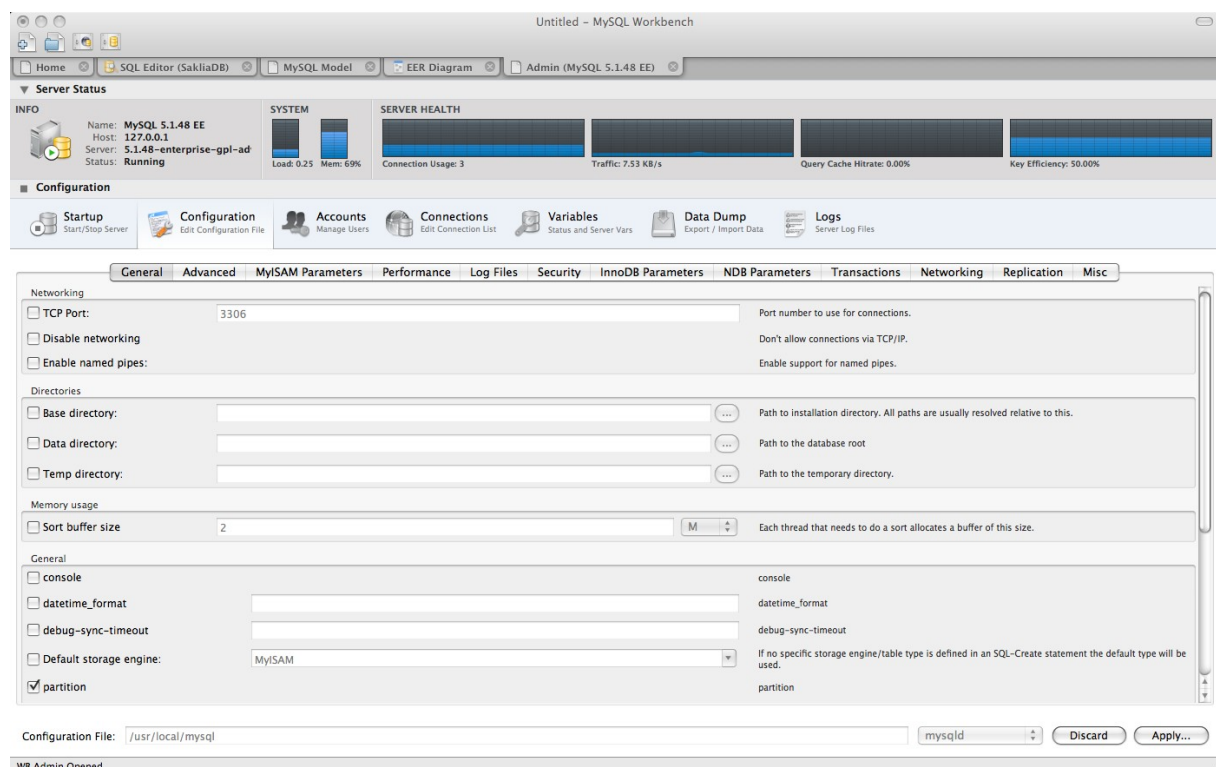 Untitled – MySQL Workbench
Home SQL Editor (SakliaDB) MySQL Model EER Diagram Admin (MySQL 5.1.48 EE)
Server Status
INFO SYSTEM SERVER HEALTH
Name: MySQL 5.1.48 EE
Host: 127.0.0.1
Server: 5.1.48-enterprise-gpl-ad
Status: Running
Load: 0.25 Mem: 69% Connection Usage: 3 Traffic: 7.53 KB/s Query Cache Hitrate: 0.00% Key Efficiency: 50.00%
Configuration
Startup Configuration Accounts Connections Variables Data Dump Logs
Start/Stop Server Edit Configuration File Manage Users Edit Connection List Status and Server Vars Export / Import Data Server Log Files
General Advanced MyISAM Parameters Performance Log Files Security InnoDB Parameters NDB Parameters Transactions Networking Replication Misc
Networking
TCP Port: 3306 Port number to use for connections.
Disable networking Don't allow connections via TCP/IP.
Enable named pipes: Enable support for named pipes.
Directories
Base directory: ... Path to installation directory. All paths are usually resolved relative to this.
Data directory: ... Path to the database root
Temp directory: ... Path to the temporary directory.
Memory usage
Sort buffer size 2 M Each thread that needs to do a sort allocates a buffer of this size.
General
console console
datetime_format datetime_format
debug-sync-timeout debug-sync-timeout
Default storage engine: MyISAM If no specific storage engine/table type is defined in an SQL-Create statement the default type will be
used.
partition partition
Configuration File: /usr/local/mysql mysqld Discard Apply...
WB Admin Opened